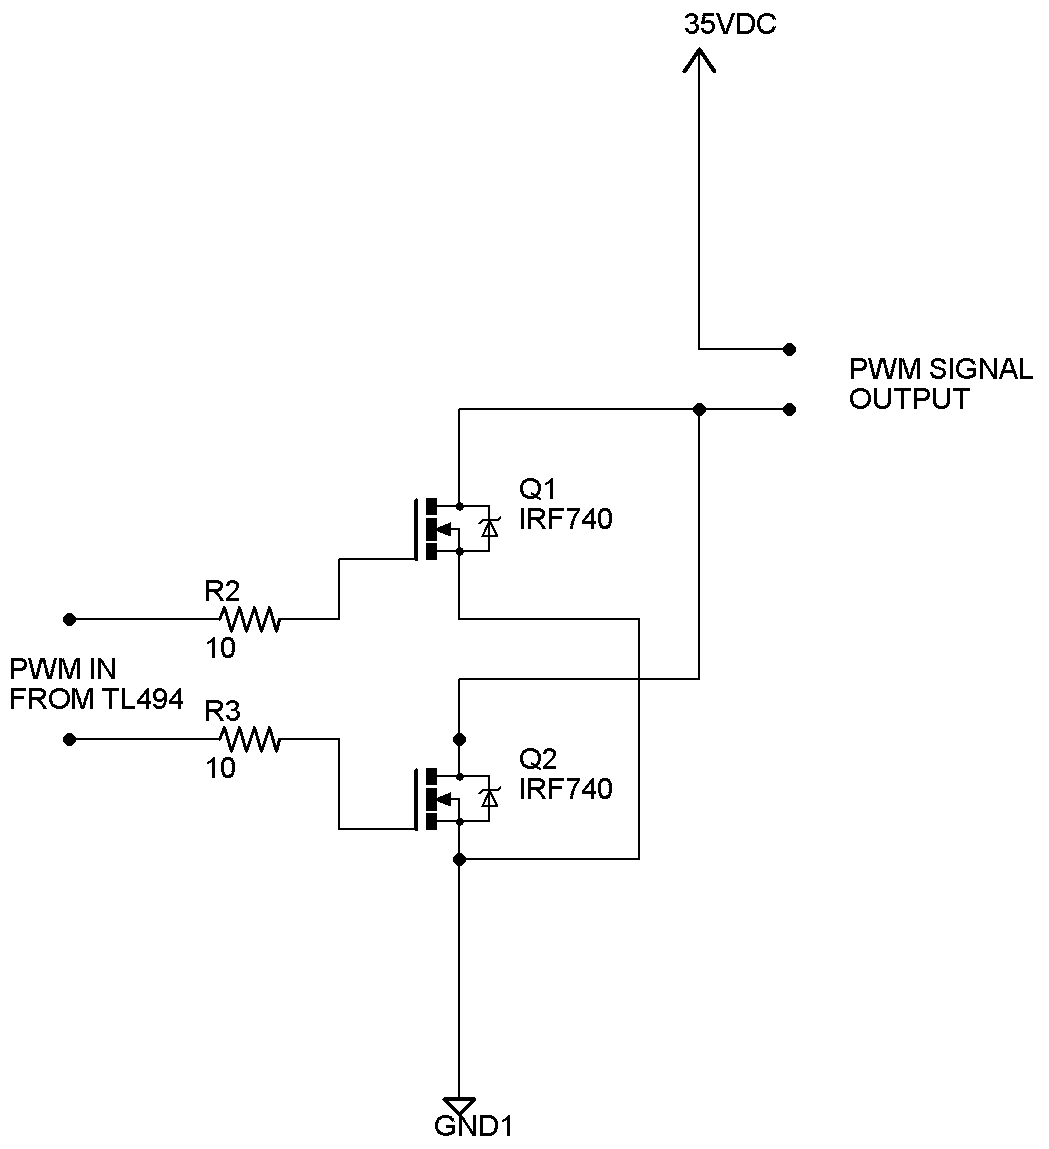 35VDC
PWM SIGNAL
OUTPUT
Q1
IRF740
R2
10
PWM IN
FROM TL494
R3
10
Q2
IRF740
GND1